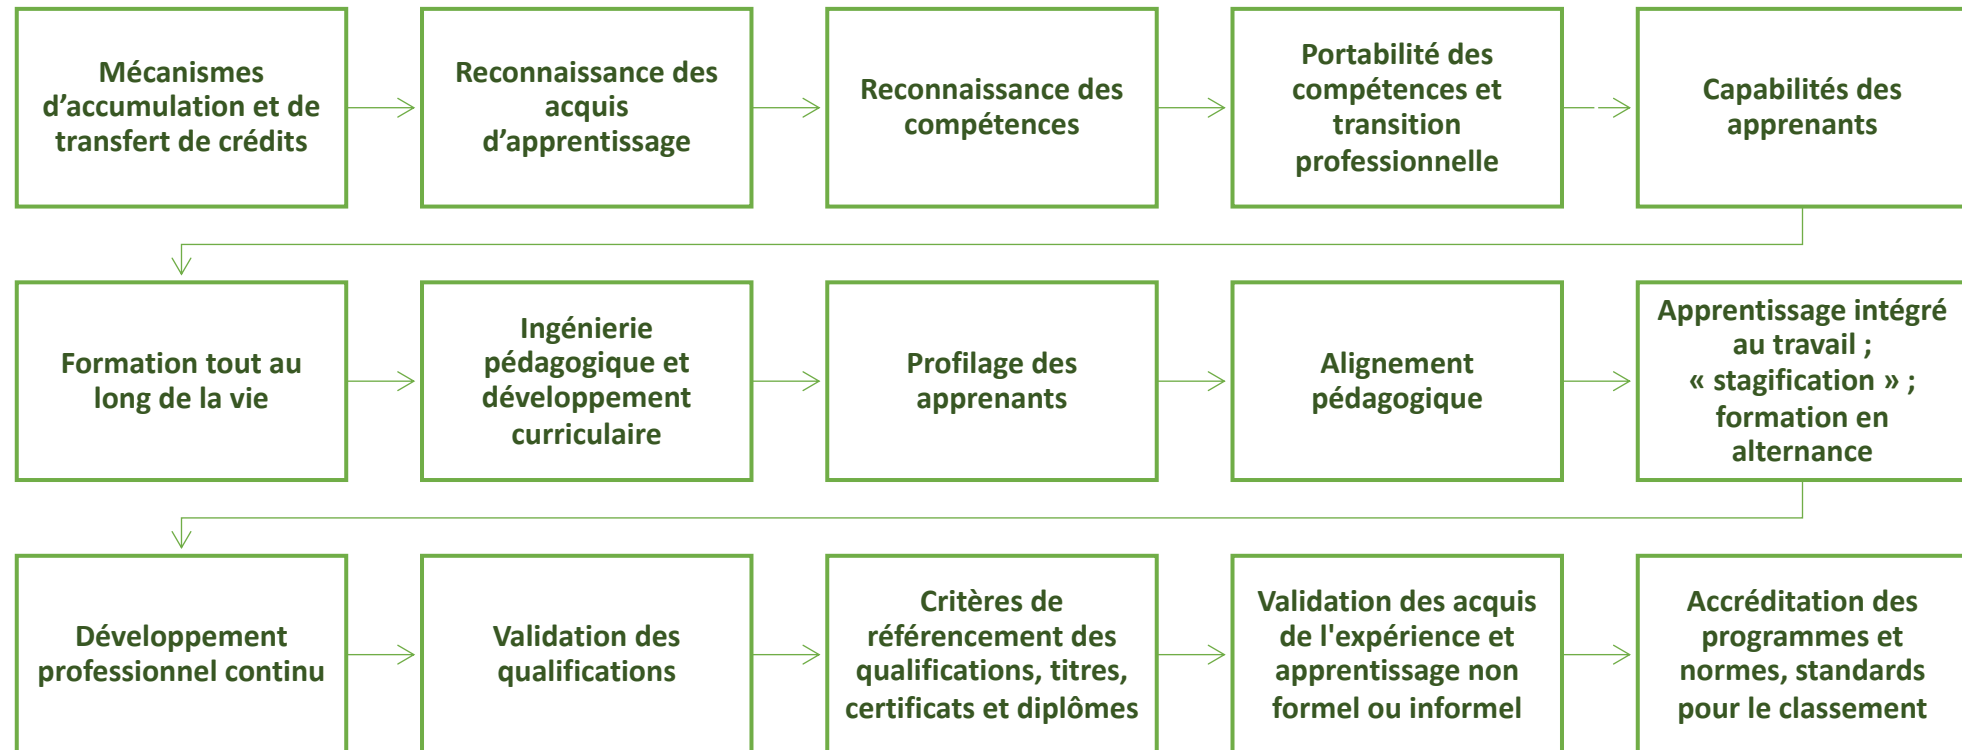 Mécanismes
d’accumulation et de
transfert de crédits
Reconnaissance des
acquis
d’apprentissage
Reconnaissance des
compétences
Portabilité des
compétences et
transition
professionnelle
Capabilités des
apprenants
Formation tout au
long de la vie
Ingénierie
pédagogique et
développement
curriculaire
Profilage des
apprenants
Alignement
pédagogique
Apprentissage intégré
au travail ;
« stagification » ;
formation en
alternance
Développement
professionnel continu
Validation des
qualifications
Critères de
référencement des
qualifications, titres,
certificats et diplômes
Validation des acquis
de l'expérience et
apprentissage non
formel ou informel
Accréditation des
programmes et
normes, standards
pour le classement